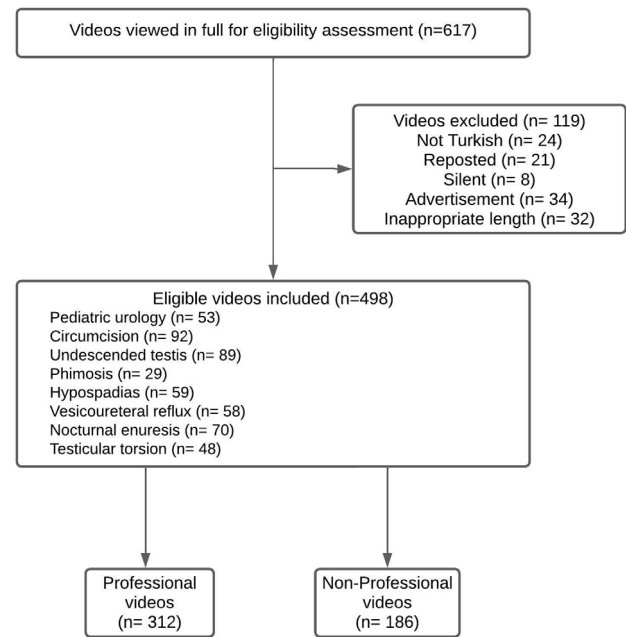 Videos viewed in full for eligibility assessment (n=617)
Videos excluded (n= 119)
Not Turkish (n= 24)
Reposted (n= 21)
Silent (n= 8)
Advertisement (n= 34)
Inappropriate length (n= 32)
Eligible videos included (n=498)
Pediatric urology (n= 53)
Circumcision (n= 92)
Undescended testis (n= 89)
Phimosis (n= 29)
Hypospadias (n= 59)
Vesicoureteral reflux (n= 58)
Nocturnal enuresis (n= 70)
Testicular torsion (n= 48)
Professional
videos
(n= 312)
Non-Professional
videos
(n= 186)